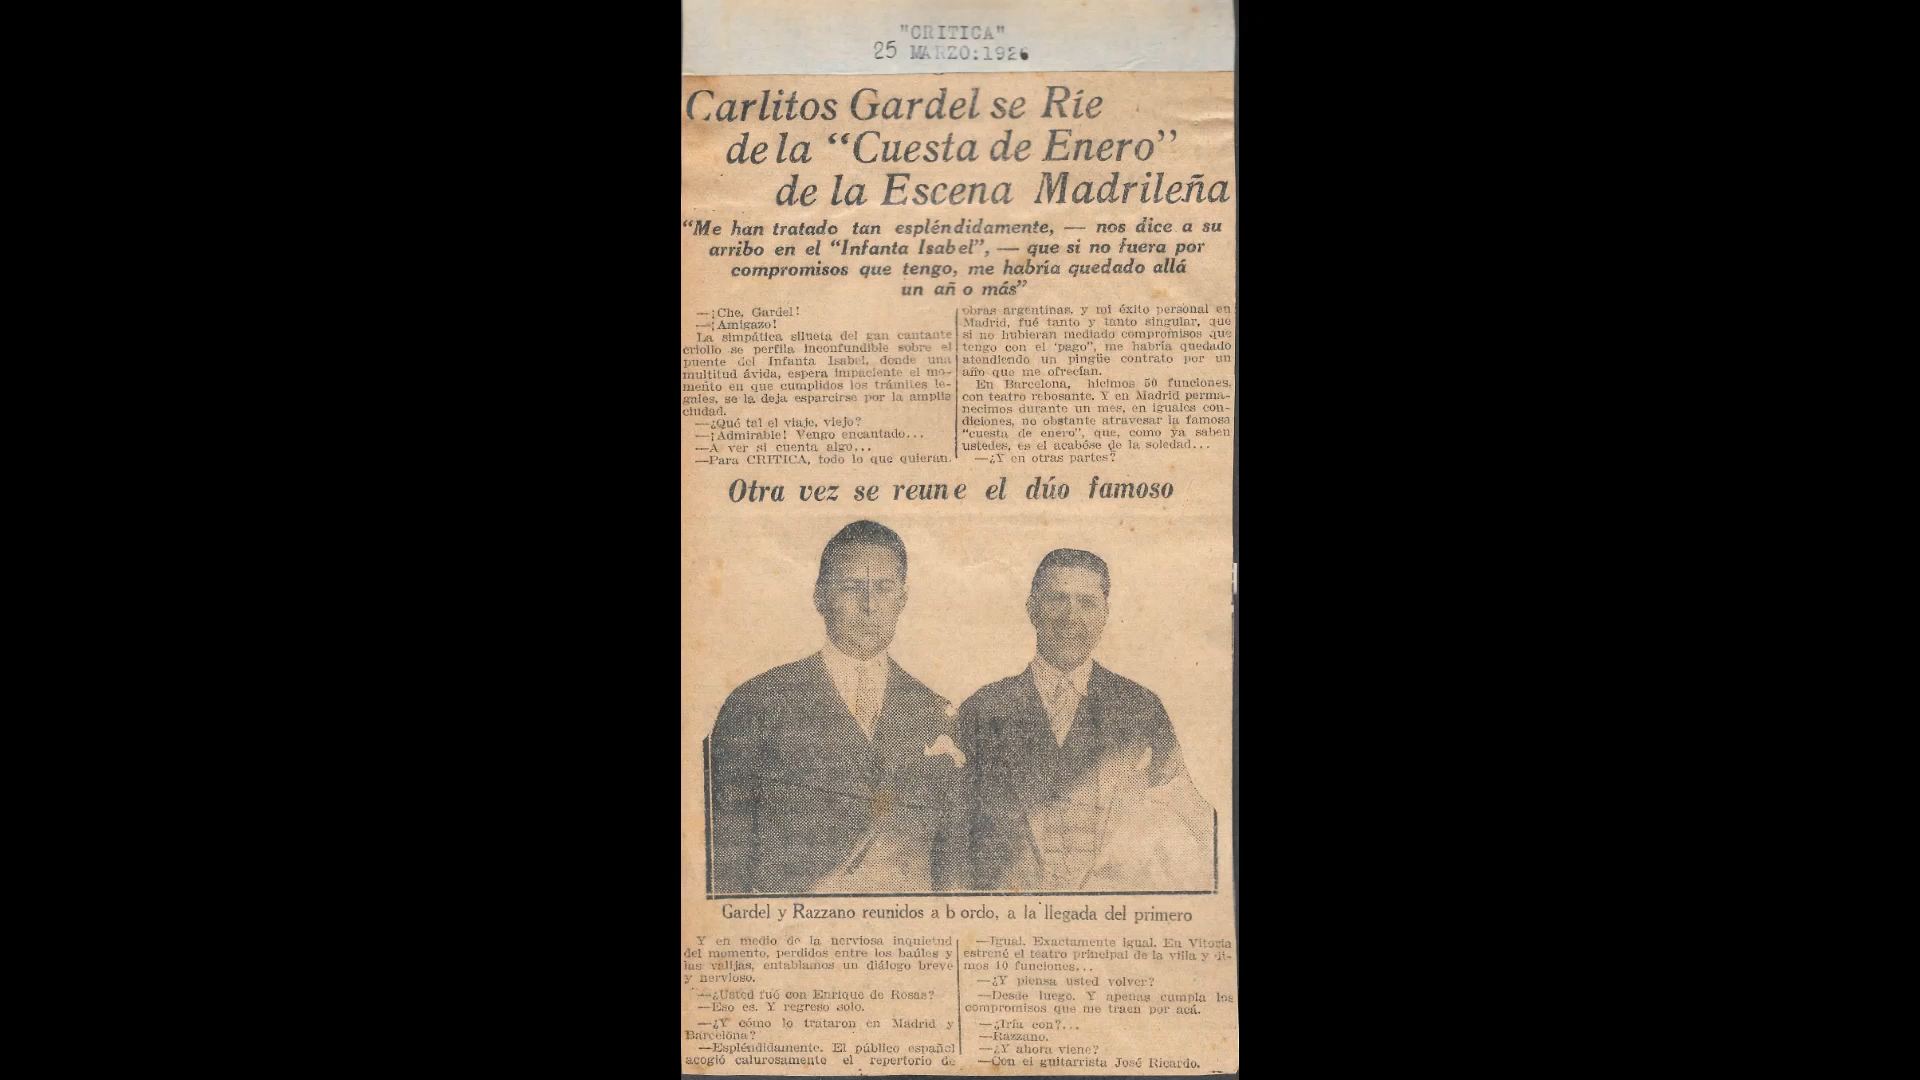 "CRITICA"
25 MARZO:1926
Carlitos Gardel se Ríe
de la "Cuesta de Enero"
de la Escena Madrileña
"Me han tratado tan espléndidamente, — nos dice a su
arribo en el "Infanta Isabel", — que si no fuera por
compromisos que tengo, me habría quedado allá
un añ o más"
—¡Che, Gardel!
—¡Amigazo!
La simpática silueta del gan cantante
criollo se perfila inconfundible sobre el
puente del Infanta Isabel, donde una
multitud ávida, espera impaciente el mo-
mento en que cumplidos los trámites le-
gales, se la deja esparcirse por la amplia
ciudad.
—¿Qué tal el viaje, viejo?
—¡Admirable! Vengo encantado...
—A ver si cuenta algo...
—Para CRITICA, todo lo que quieran.
obras argentinas, y mi éxito personal en
Madrid, fué tanto y tanto singular, que
si no hubieran mediado compromisos que
tengo con el 'pago", me habría quedado
atendiendo un pingüe contrato por un
año que me ofrecían.
En Barcelona, hicimos 50 funciones,
con teatro rebosante. Y en Madrid perma-
necimos durante un mes, en iguales con-
diciones, no obstante atravesar la famosa
"cuesta de enero", que, como ya saben
ustedes, es el acabóse de la soledad...
—¿Y en otras partes?
Otra vez se reune el dúo famoso
Gardel y Razzano reunidos a b ordo, a la llegada del primero
Y en medio de la nerviosa inquietud
del momento, perdidos entre los baúles y
las valijas, entablamos un diálogo breve
y nervioso.
—¿Usted fué con Enrique de Rosas?
—Eso es. Y regreso solo.
—¿Y cómo lo trataron en Madrid y
Barcelona?
—Espléndidamente. El público español
acogió calurosamente el repertorio de
—Igual. Exactamente igual. En Vitoria
estrené el teatro principal de la villa y di-
mos 10 funciones...
—¿Y piensa usted volver?
—Desde luego. Y apenas cumpla los
compromisos que me traen por acá.
—¿Iría con?...
—Razzano.
—¿Y ahora viene?
—Con el guitarrista José Ricardo.